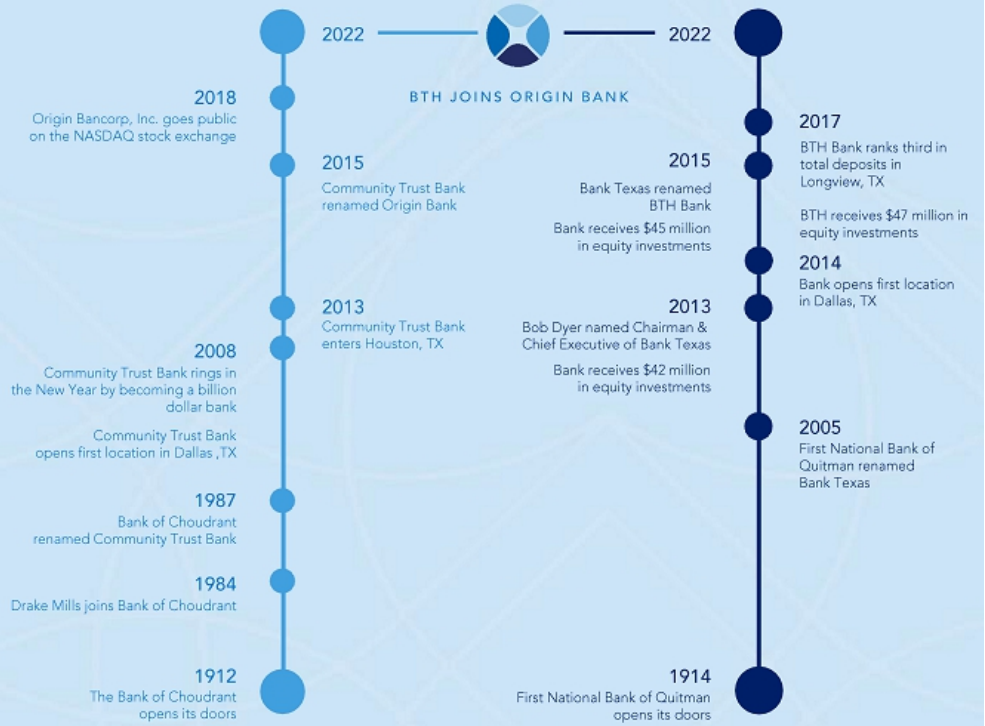 2022
2022
BTH JOINS ORIGIN BANK
2018
Origin Bancorp, Inc. goes public
on the NASDAQ stock exchange
2015
Community Trust Bank
renamed Origin Bank
2013
Community Trust Bank
enters Houston, TX
2008
Community Trust Bank rings in
the New Year by becoming a billion
dollar bank
Community Trust Bank
opens first location in Dallas ,TX
1987
Bank of Choudrant
renamed Community Trust Bank
1984
Drake Mills joins Bank of Choudrant
1912
The Bank of Choudrant
opens its doors
2017
BTH Bank ranks third in
total deposits in
Longview, TX
BTH receives $47 million in
equity investments
2015
Bank Texas renamed
BTH Bank
Bank receives $45 million
in equity investments
2014
Bank opens first location
in Dallas, TX
2013
Bob Dyer named Chairman &
Chief Executive of Bank Texas
Bank receives $42 million
in equity investments
2005
First National Bank of
Quitman renamed
Bank Texas
1914
First National Bank of Quitman
opens its doors